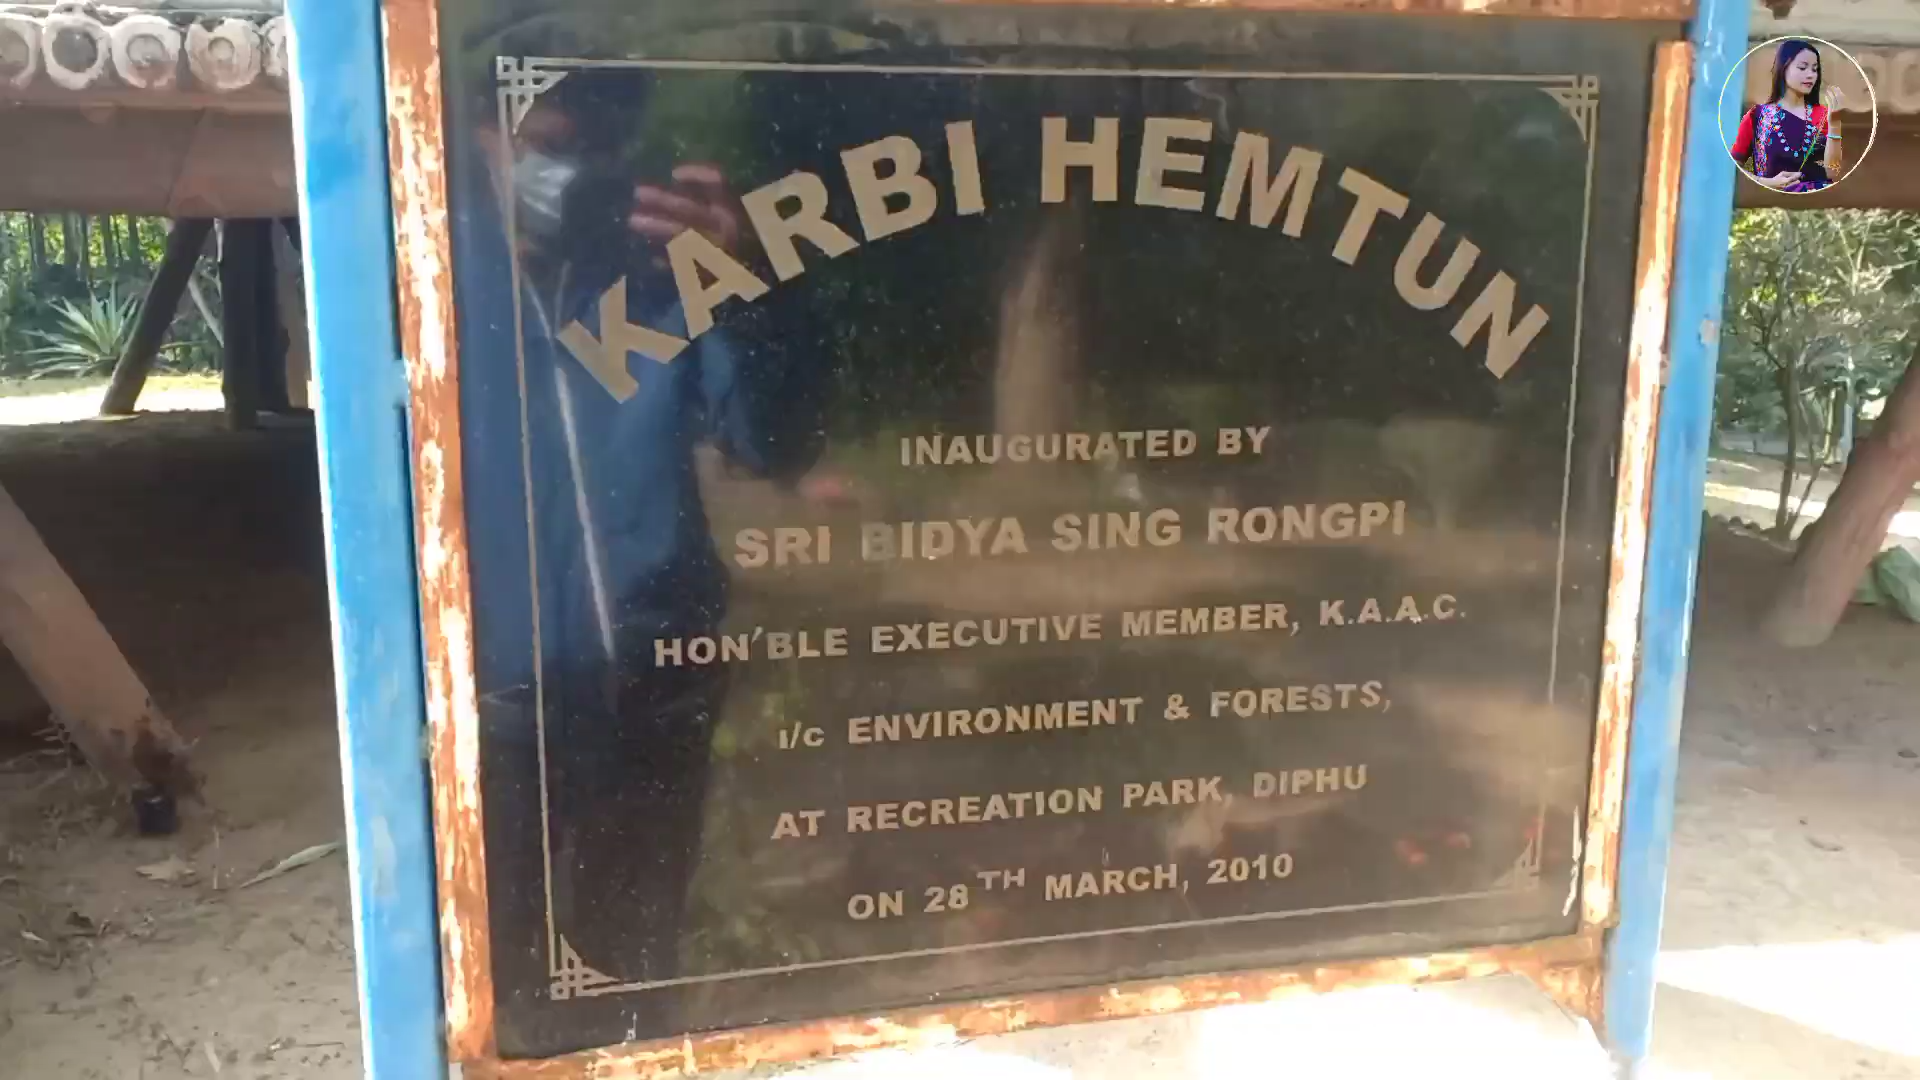 KARBI HEMTUN
INAUGURATED BY
SRI BIDYA SING RONGPI
HON'BLE EXECUTIVE MEMBER, K.A.A.C.
I/C ENVIRONMENT & FORESTS,
AT RECREATION PARK, DIPHU
ON 28TH MARCH, 2010